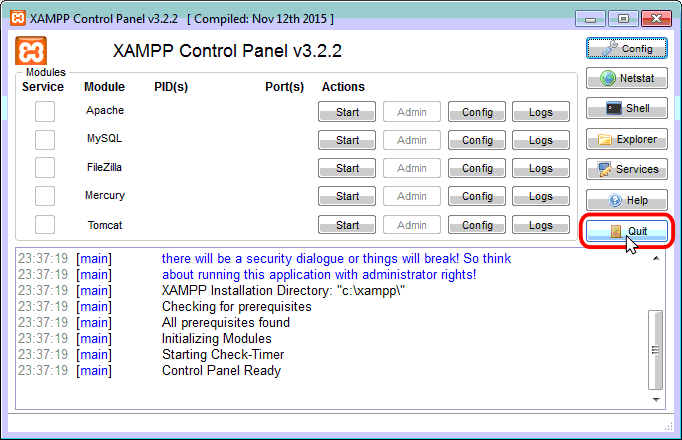 XAMPP Control Panel v3.2.2 [ Compiled: Nov 12th 2015 ]
XAMPP Control Panel v3.2.2
Config
Modules
Service Module PID(s) Port(s) Actions
Netstat
Apache Start Admin Config Logs
Shell
MySQL Start Admin Config Logs
Explorer
FileZilla Start Admin Config Logs
Services
Mercury Start Admin Config Logs
Help
Tomcat Start Admin Config Logs
Quit
23:37:19 [main] there will be a security dialogue or things will break! So think
23:37:19 [main] about running this application with administrator rights!
23:37:19 [main] XAMPP Installation Directory: "c:\xampp\"
23:37:19 [main] Checking for prerequisites
23:37:19 [main] All prerequisites found
23:37:19 [main] Initializing Modules
23:37:19 [main] Starting Check-Timer
23:37:19 [main] Control Panel Ready